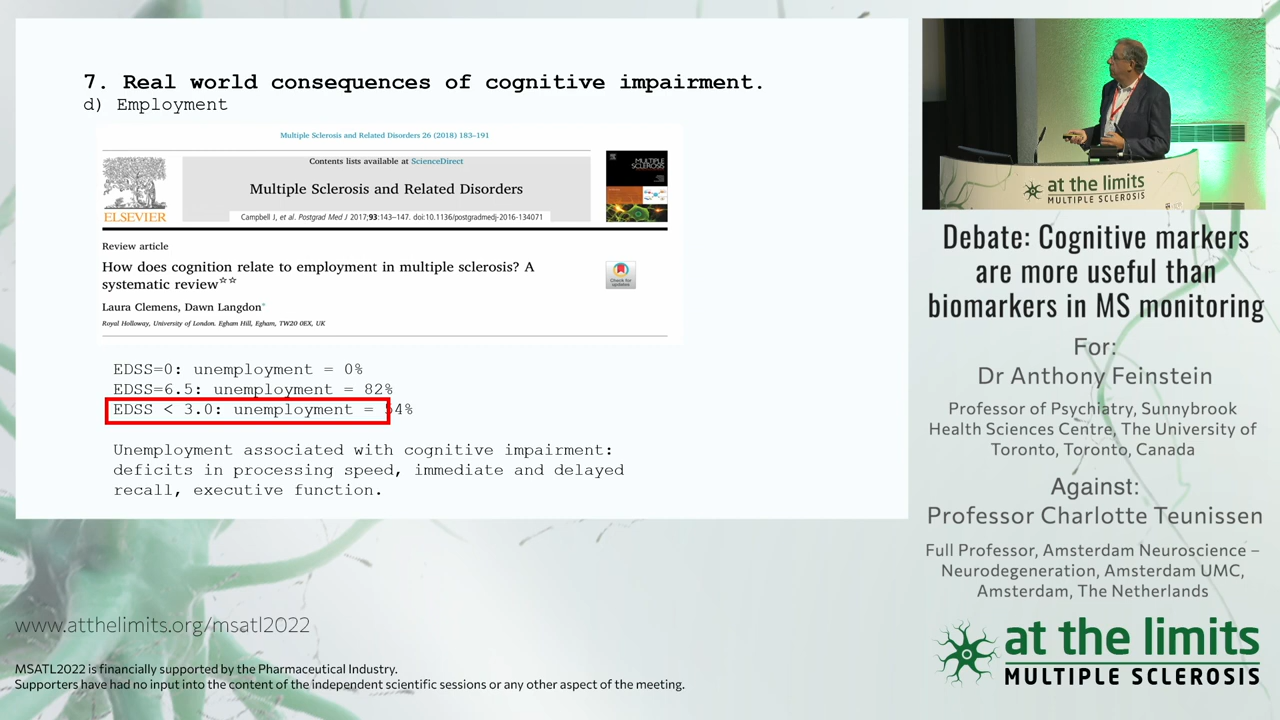 7. Real world consequences of cognitive impairment.
d) Employment
Multiple Sclerosis and Related Disorders 26 (2018) 183–191
Contents lists available at ScienceDirect
Multiple Sclerosis and Related Disorders
ELSEVIER
Campbell J, et al. Postgrad Med J 2017;93:143–147. doi:10.1136/postgradmedj-2016-134071
MULTIPLE
SCLEROSIS
Review article
How does cognition relate to employment in multiple sclerosis? A
systematic review☆☆
Check for
updates
Laura Clemens, Dawn Langdon*
Royal Holloway, University of London. Egham Hill, Egham, TW20 0EX, UK
EDSS=0: unemployment = 0%
EDSS=6.5: unemployment = 82%
EDSS < 3.0: unemployment = 54%
Unemployment associated with cognitive impairment:
deficits in processing speed, immediate and delayed
recall, executive function.
at the limits
MULTIPLE SCLEROSIS
Debate: Cognitive markers
are more useful than
biomarkers in MS monitoring
For:
Dr Anthony Feinstein
Professor of Psychiatry, Sunnybrook
Health Sciences Centre, The University of
Toronto, Toronto, Canada
Against:
Professor Charlotte Teunissen
Full Professor, Amsterdam Neuroscience –
Neurodegeneration, Amsterdam UMC,
Amsterdam, The Netherlands
at the limits
MULTIPLE SCLEROSIS
www.atthelimits.org/msatl2022
MSATL2022 is financially supported by the Pharmaceutical Industry.
Supporters have had no input into the content of the independent scientific sessions or any other aspect of the meeting.